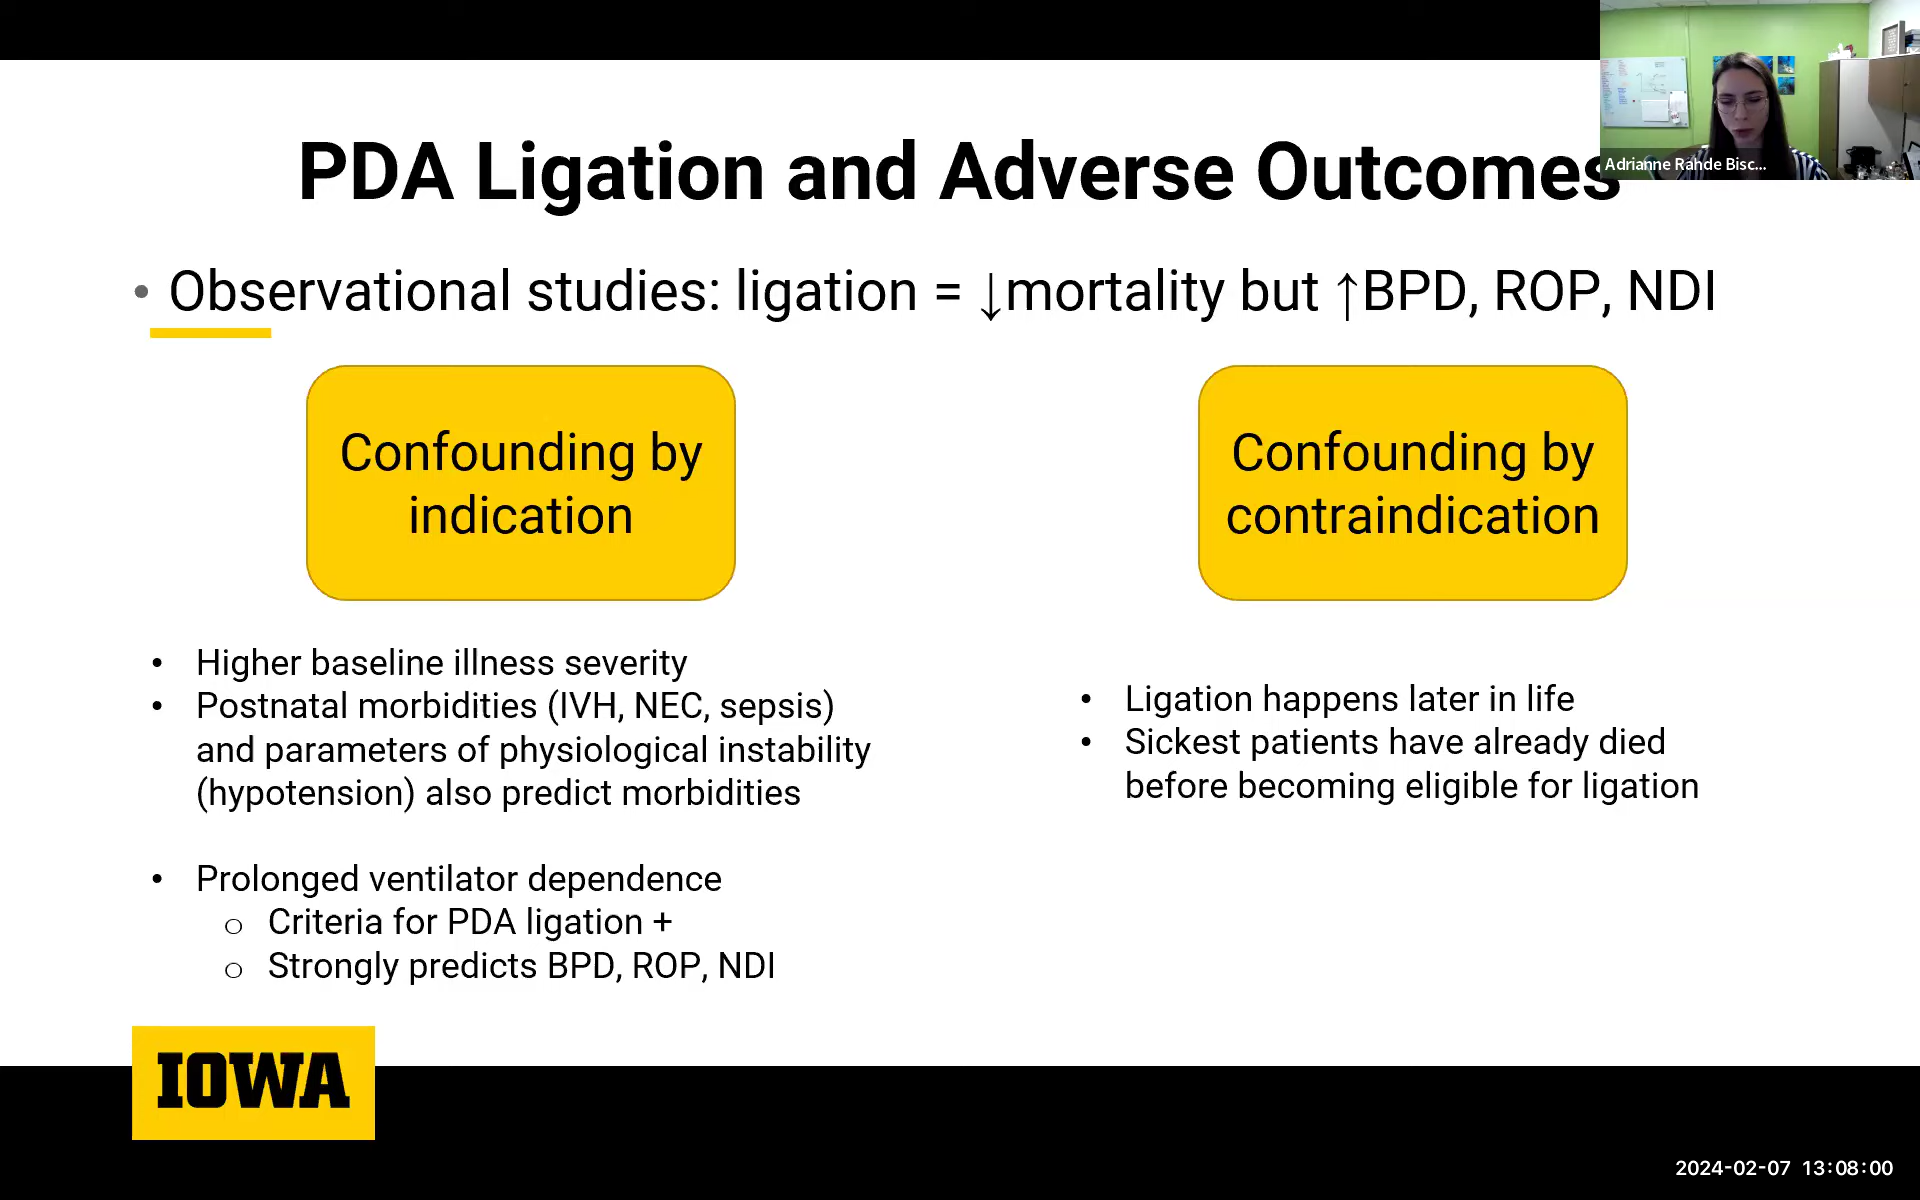 PDA Ligation and Adverse Outcomes
Adrianne Rahde Bisc...
• Observational studies: ligation = ↓mortality but ↑BPD, ROP, NDI
Confounding by
indication
• Higher baseline illness severity
• Postnatal morbidities (IVH, NEC, sepsis)
and parameters of physiological instability
(hypotension) also predict morbidities
• Prolonged ventilator dependence
o Criteria for PDA ligation +
o Strongly predicts BPD, ROP, NDI
Confounding by
contraindication
• Ligation happens later in life
• Sickest patients have already died
before becoming eligible for ligation
IOWA
2024-02-07 13:08:00